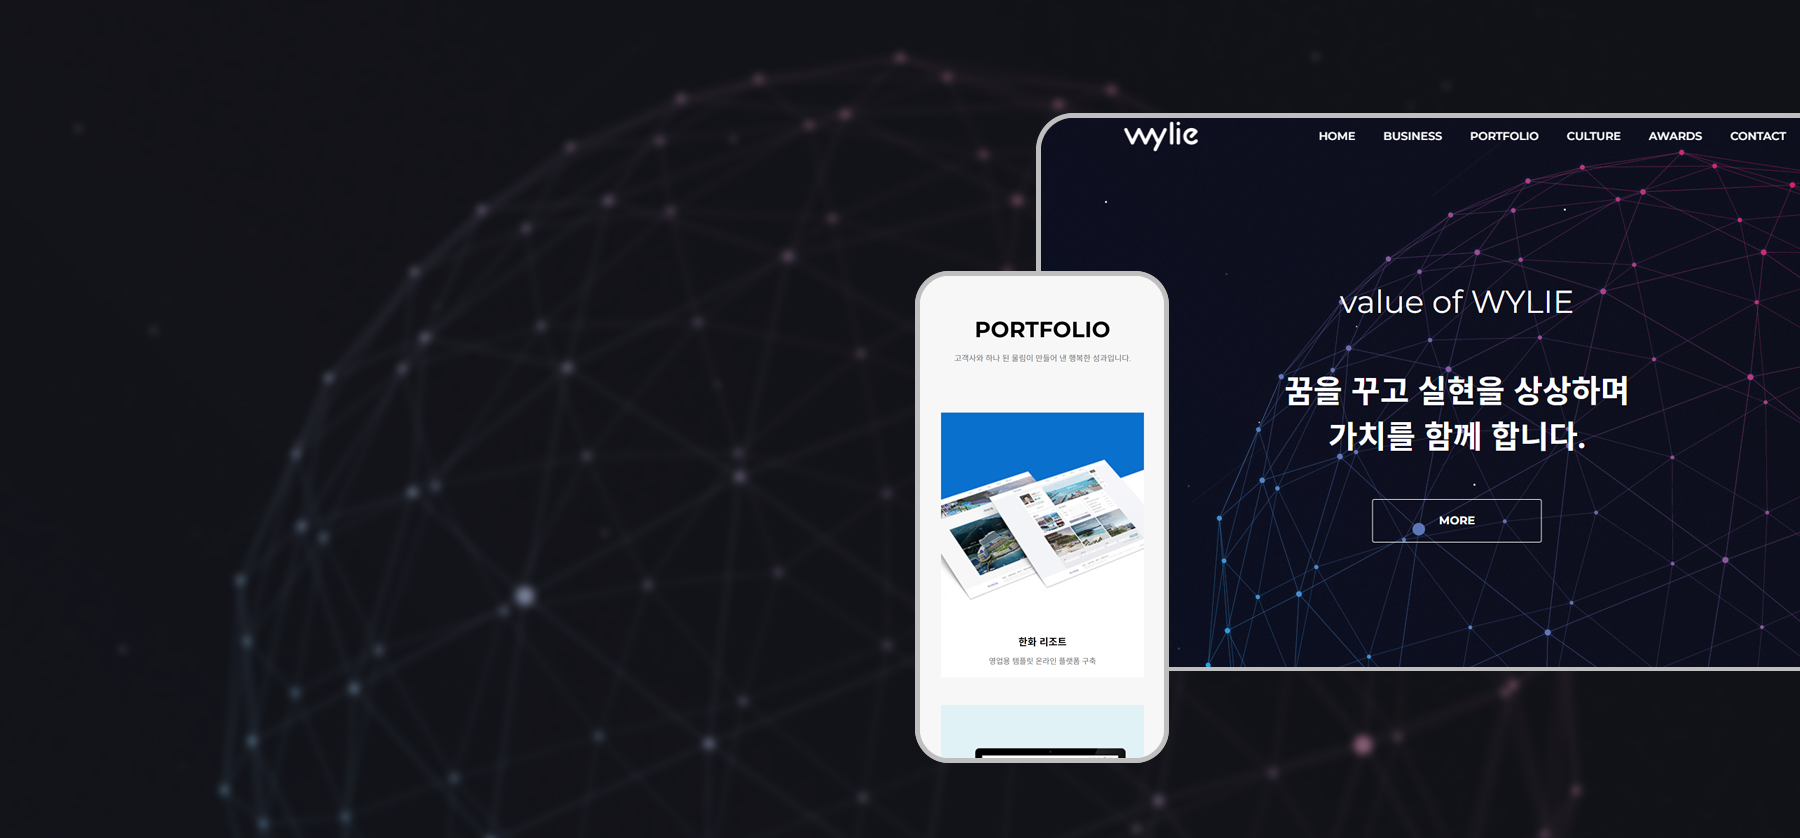 wylie
HOME BUSINESS PORTFOLIO CULTURE AWARDS CONTACT
value of WYLIE
꿈을 꾸고 실현을 상상하며
가치를 함께 합니다.
MORE
PORTFOLIO
고객사와 하나 된 울림이 만들어 낸 행복한 성과입니다.
한화 리조트
영업용 템플릿 온라인 플랫폼 구축